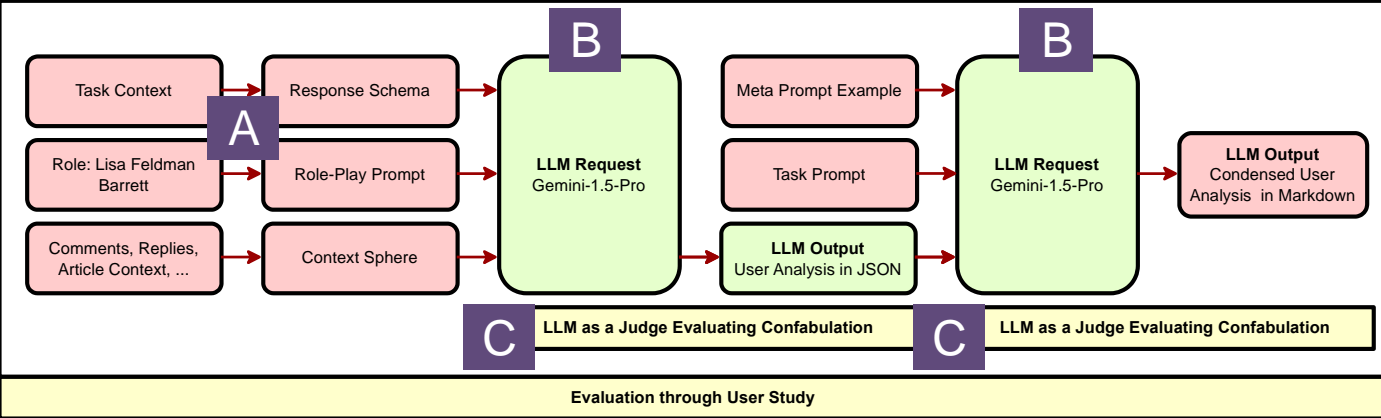 B
B
Task Context
Response Schema
Meta Prompt Example
A
Role: Lisa Feldman
Barrett
Role-Play Prompt
LLM Request
Gemini-1.5-Pro
Task Prompt
LLM Request
Gemini-1.5-Pro
LLM Output
Condensed User
Analysis in Markdown
Comments, Replies,
Article Context, ...
Context Sphere
LLM Output
User Analysis in JSON
C
LLM as a Judge Evaluating Confabulation
C
LLM as a Judge Evaluating Confabulation
Evaluation through User Study